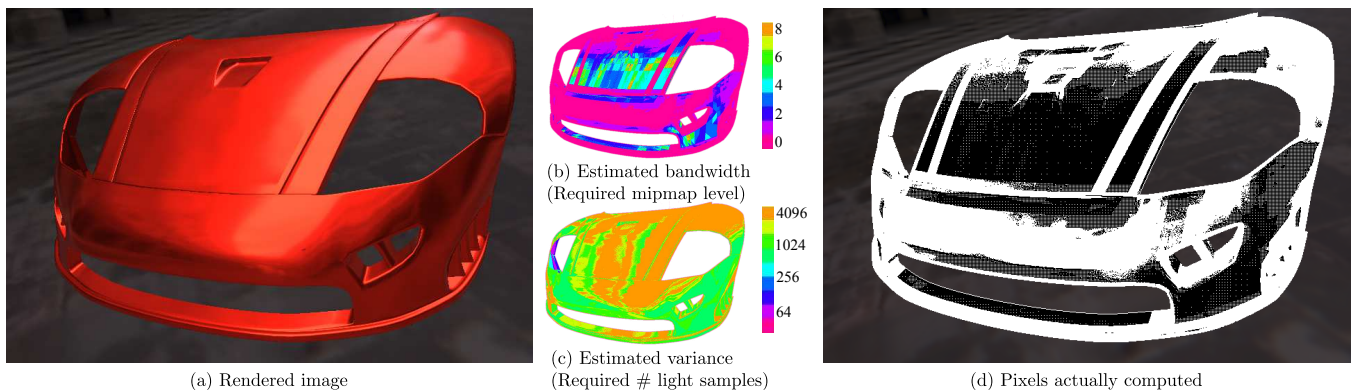 8
6
4
2
0
(b) Estimated bandwidth
(Required mipmap level)
4096
1024
256
64
(c) Estimated variance
(Required # light samples)
(a) Rendered image
(d) Pixels actually computed